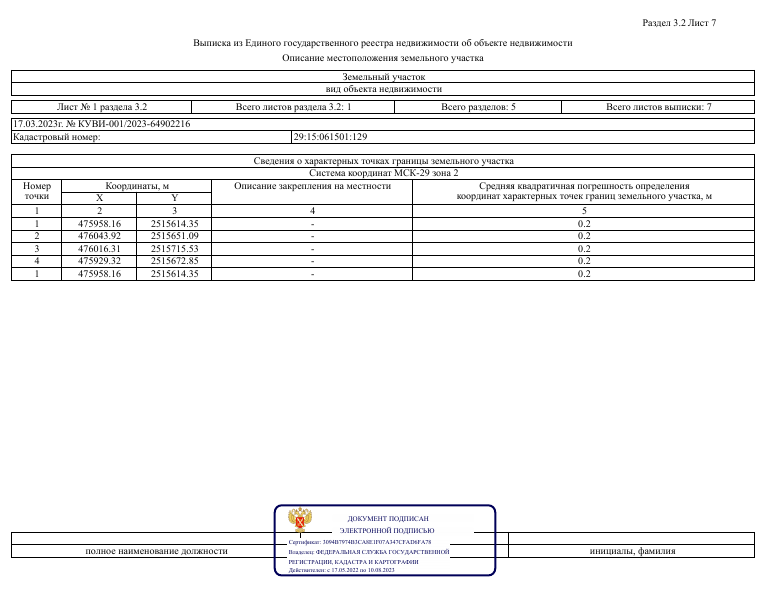 Раздел 3.2 Лист 7
Выписка из Единого государственного реестра недвижимости об объекте недвижимости
Описание местоположения земельного участка
Земельный участок
вид объекта недвижимости
Лист № 1 раздела 3.2 Всего листов раздела 3.2: 1 Всего разделов: 5 Всего листов выписки: 7
17.03.2023г. № КУВИ-001/2023-64902216
Кадастровый номер: 29:15:061501:129
Сведения о характерных точках границы земельного участка
Система координат МСК-29 зона 2
Номер точки Координаты, м Описание закрепления на местности Средняя квадратичная погрешность определения координат характерных точек границ земельного участка, м
X Y
1 2 3 4 5
1 475958.16 2515614.35 - 0.2
2 476043.92 2515651.09 - 0.2
3 476016.31 2515715.53 - 0.2
4 475929.32 2515672.85 - 0.2
1 475958.16 2515614.35 - 0.2
ДОКУМЕНТ ПОДПИСАН
ЭЛЕКТРОННОЙ ПОДПИСЬЮ
Сертификат: 3094B7974B3CA8E1F07A347CFAD6FA78
полное наименование должности
Владелец: ФЕДЕРАЛЬНАЯ СЛУЖБА ГОСУДАРСТВЕННОЙ
инициалы, фамилия
РЕГИСТРАЦИИ, КАДАСТРА И КАРТОГРАФИИ
Действителен: с 17.05.2022 по 10.08.2023